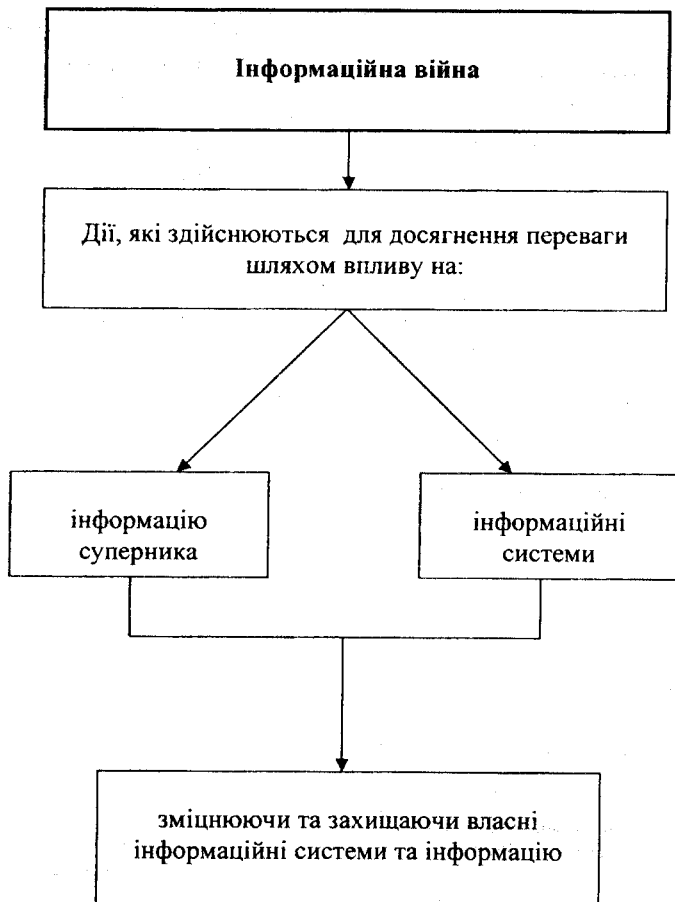 Інформаційна війна
Дії, які здійснюються для досягнення переваги
шляхом впливу на:
інформацію
суперника
інформаційні
системи
зміцнюючи та захищаючи власні
інформаційні системи та інформацію